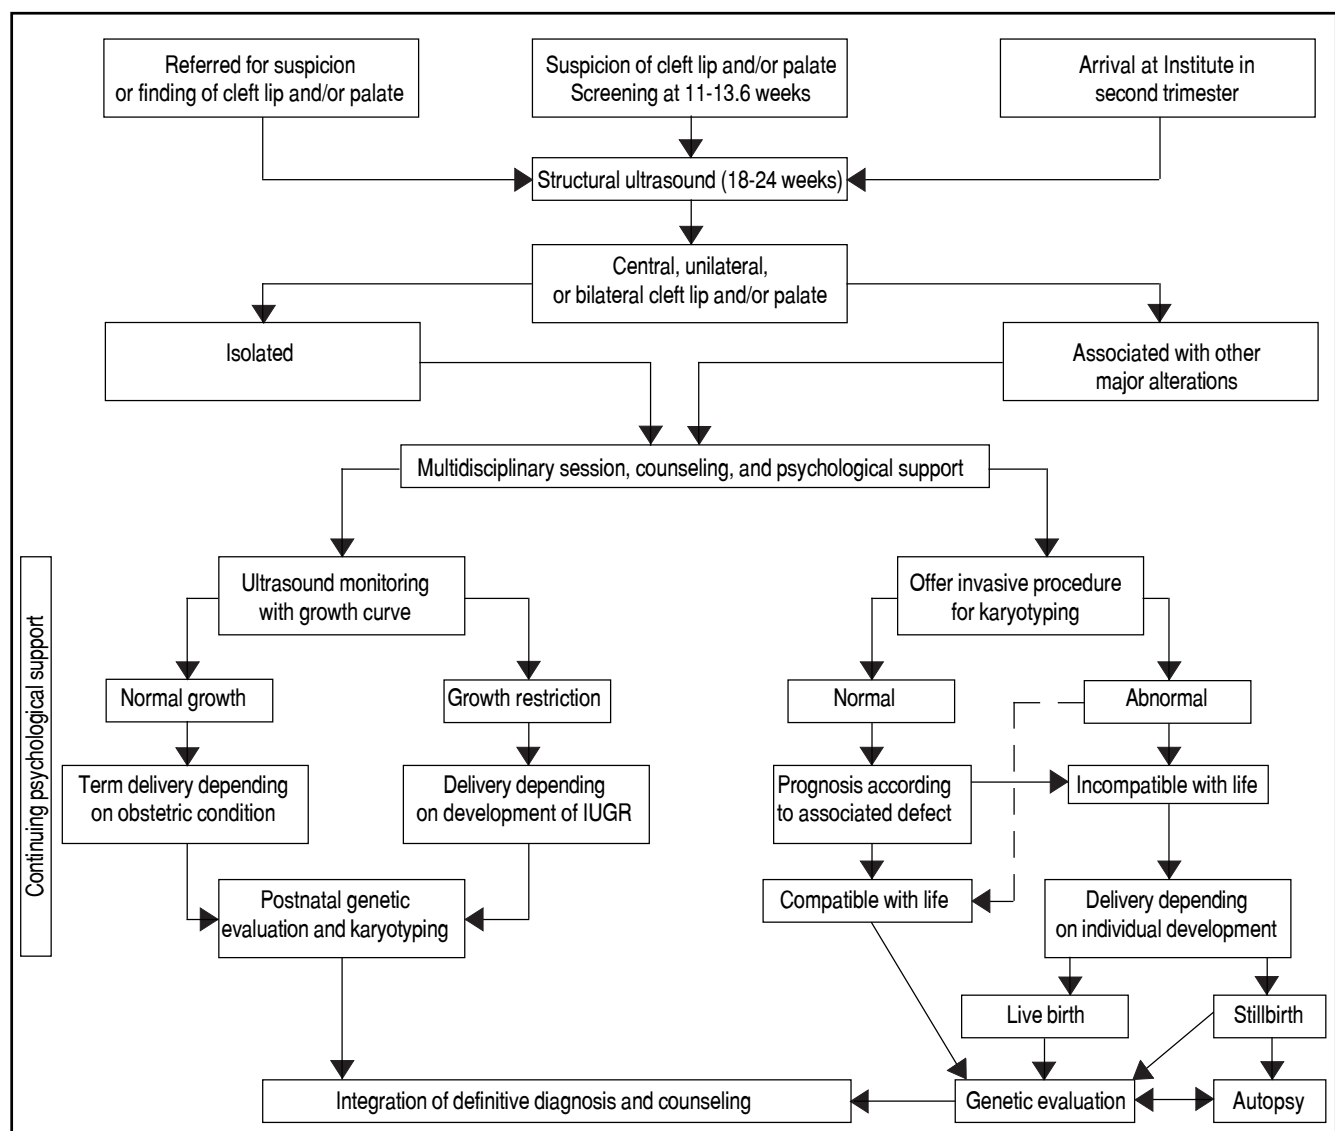 Referred for suspicion
or finding of cleft lip and/or palate
Suspicion of cleft lip and/or palate
Screening at 11-13.6 weeks
Arrival at Institute in
second trimester
Structural ultrasound (18-24 weeks)
Central, unilateral,
or bilateral cleft lip and/or palate
Isolated
Associated with other
major alterations
Multidisciplinary session, counseling, and psychological support
Continuing psychological support
Ultrasound monitoring
with growth curve
Offer invasive procedure
for karyotyping
Normal growth
Growth restriction
Normal
Abnormal
Term delivery depending
on obstetric condition
Delivery depending
on development of IUGR
Prognosis according
to associated defect
Incompatible with life
Postnatal genetic
evaluation and karyotyping
Compatible with life
Delivery depending
on individual development
Live birth
Stillbirth
Integration of definitive diagnosis and counseling
Genetic evaluation
Autopsy